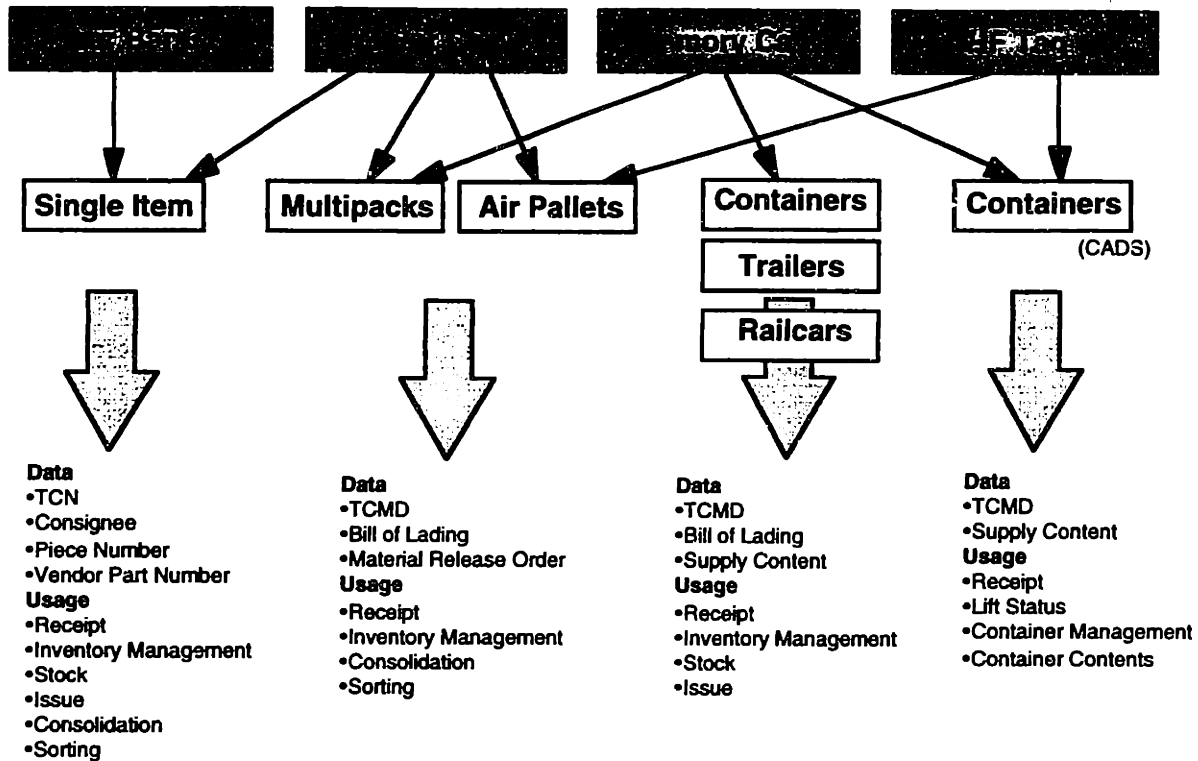 Single Item
Multipacks
Air Pallets
Containers
Containers
(CADS)
Trailers
Railcars
Data
•TCN
•Consignee
•Piece Number
•Vendor Part Number
Usage
•Receipt
•Inventory Management
•Stock
•Issue
•Consolidation
•Sorting
Data
•TCMD
•Bill of Lading
•Material Release Order
Usage
•Receipt
•Inventory Management
•Consolidation
•Sorting
Data
•TCMD
•Bill of Lading
•Supply Content
Usage
•Receipt
•Inventory Management
•Stock
•Issue
Data
•TCMD
•Supply Content
Usage
•Receipt
•Lift Status
•Container Management
•Container Contents